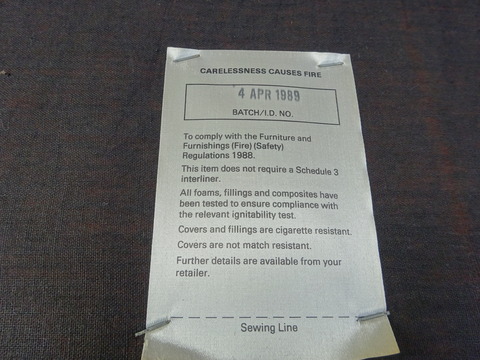 CARELESSNESS CAUSES FIRE
4 APR 1989
BATCH/I.D. NO.
To comply with the Furniture and
Furnishings (Fire) (Safety)
Regulations 1988.
This item does not require a Schedule 3
interliner.
All foams, fillings and composites have
been tested to ensure compliance with
the relevant ignitability test.
Covers and fillings are cigarette resistant.
Covers are not match resistant.
Further details are available from your
retailer.
Sewing Line